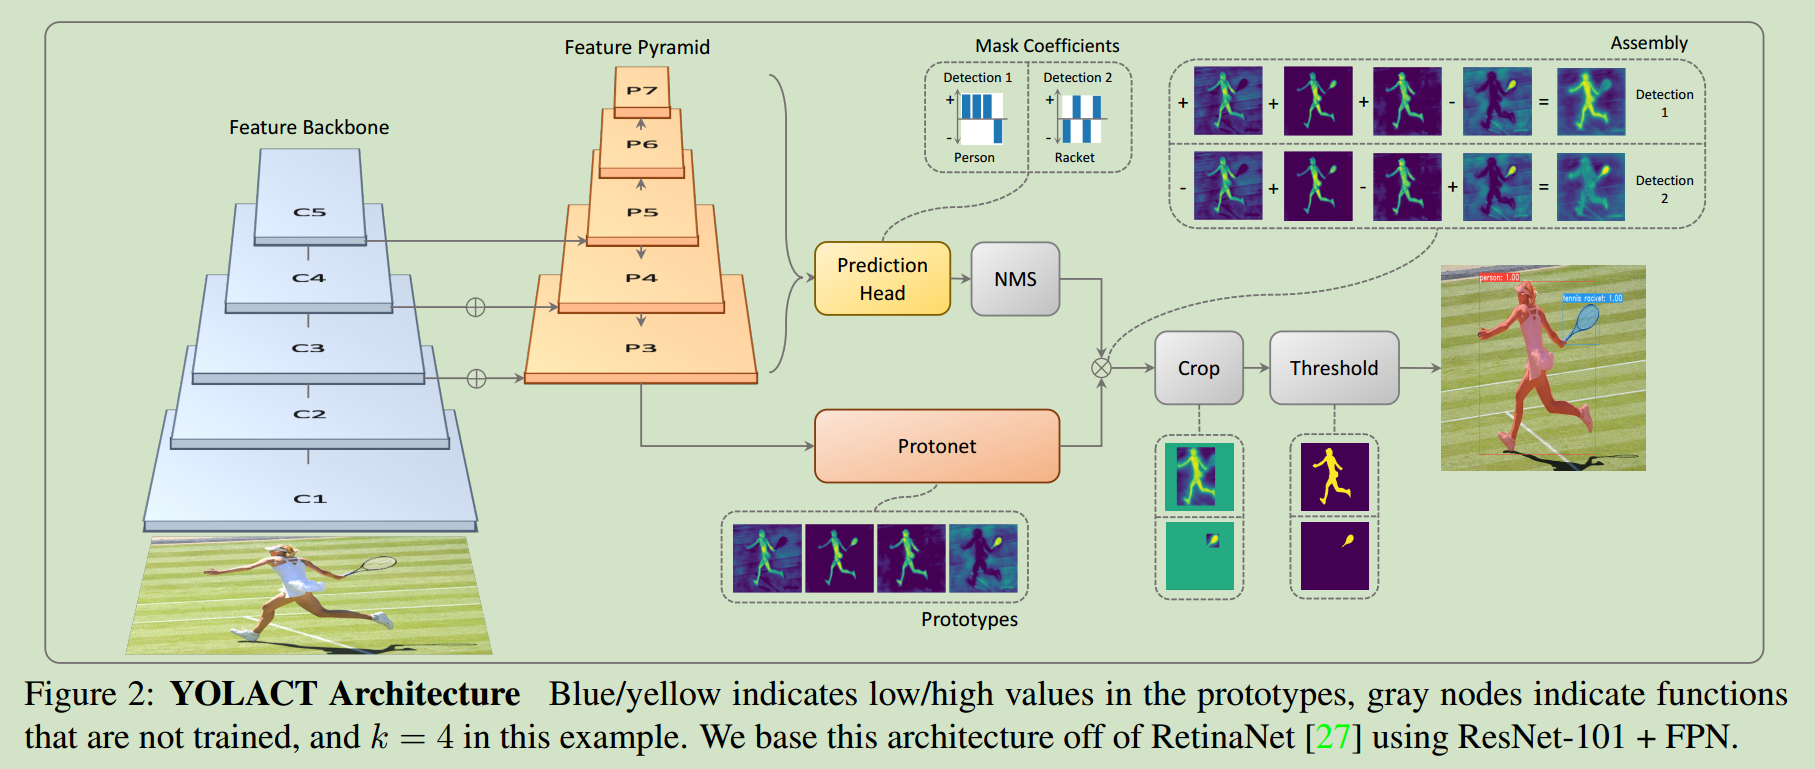 Feature Backbone
C5
C4
C3
C2
C1
Feature Pyramid
P7
P6
P5
P4
P3
Mask Coefficients
Detection 1
+
-
Person
Detection 2
+
-
Racket
Prediction
Head
NMS
Protonet
Prototypes
Assembly
+ + + - = Detection
1
- + - + = Detection
2
Crop
Threshold
person: 1.00
tennis racket: 1.00
Figure 2: YOLACT Architecture Blue/yellow indicates low/high values in the prototypes, gray nodes indicate functions
that are not trained, and k = 4 in this example. We base this architecture off of RetinaNet [27] using ResNet-101 + FPN.